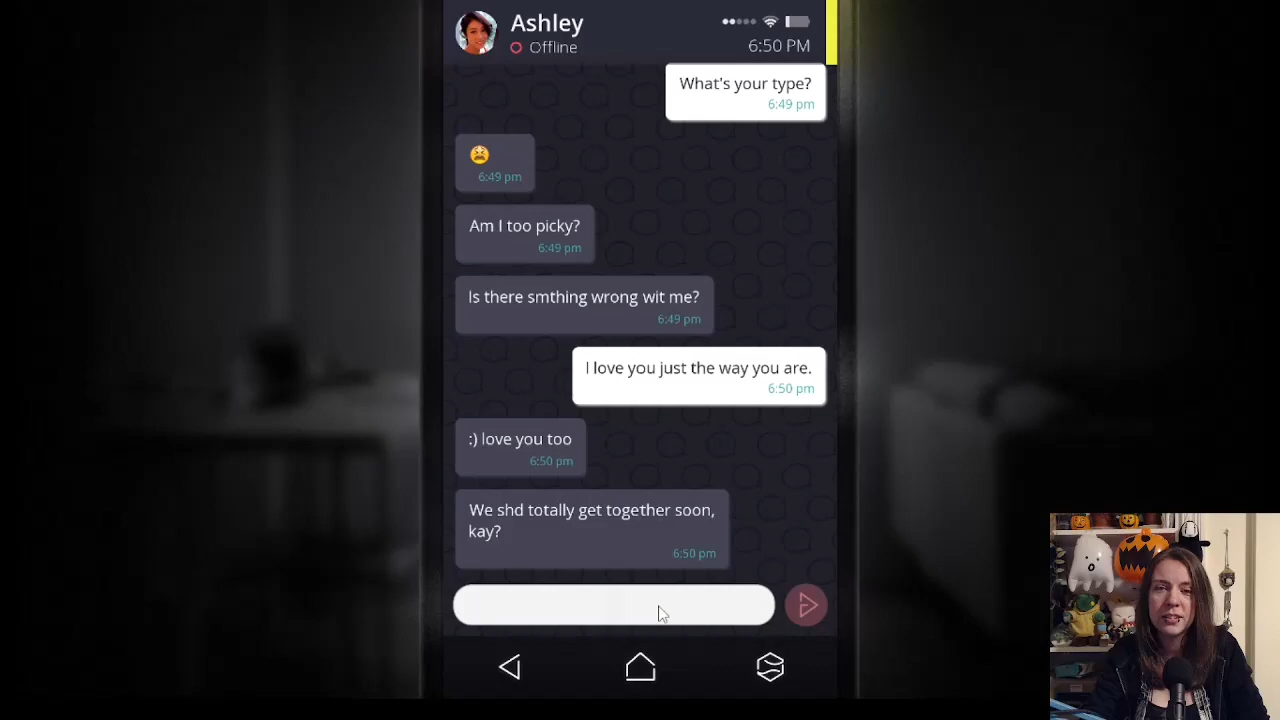 Ashley
Offline
6:50 PM
What's your type?
6:49 pm
6:49 pm
Am I too picky?
6:49 pm
Is there smthing wrong wit me?
6:49 pm
I love you just the way you are.
6:50 pm
:) love you too
6:50 pm
We shd totally get together soon,
kay?
6:50 pm